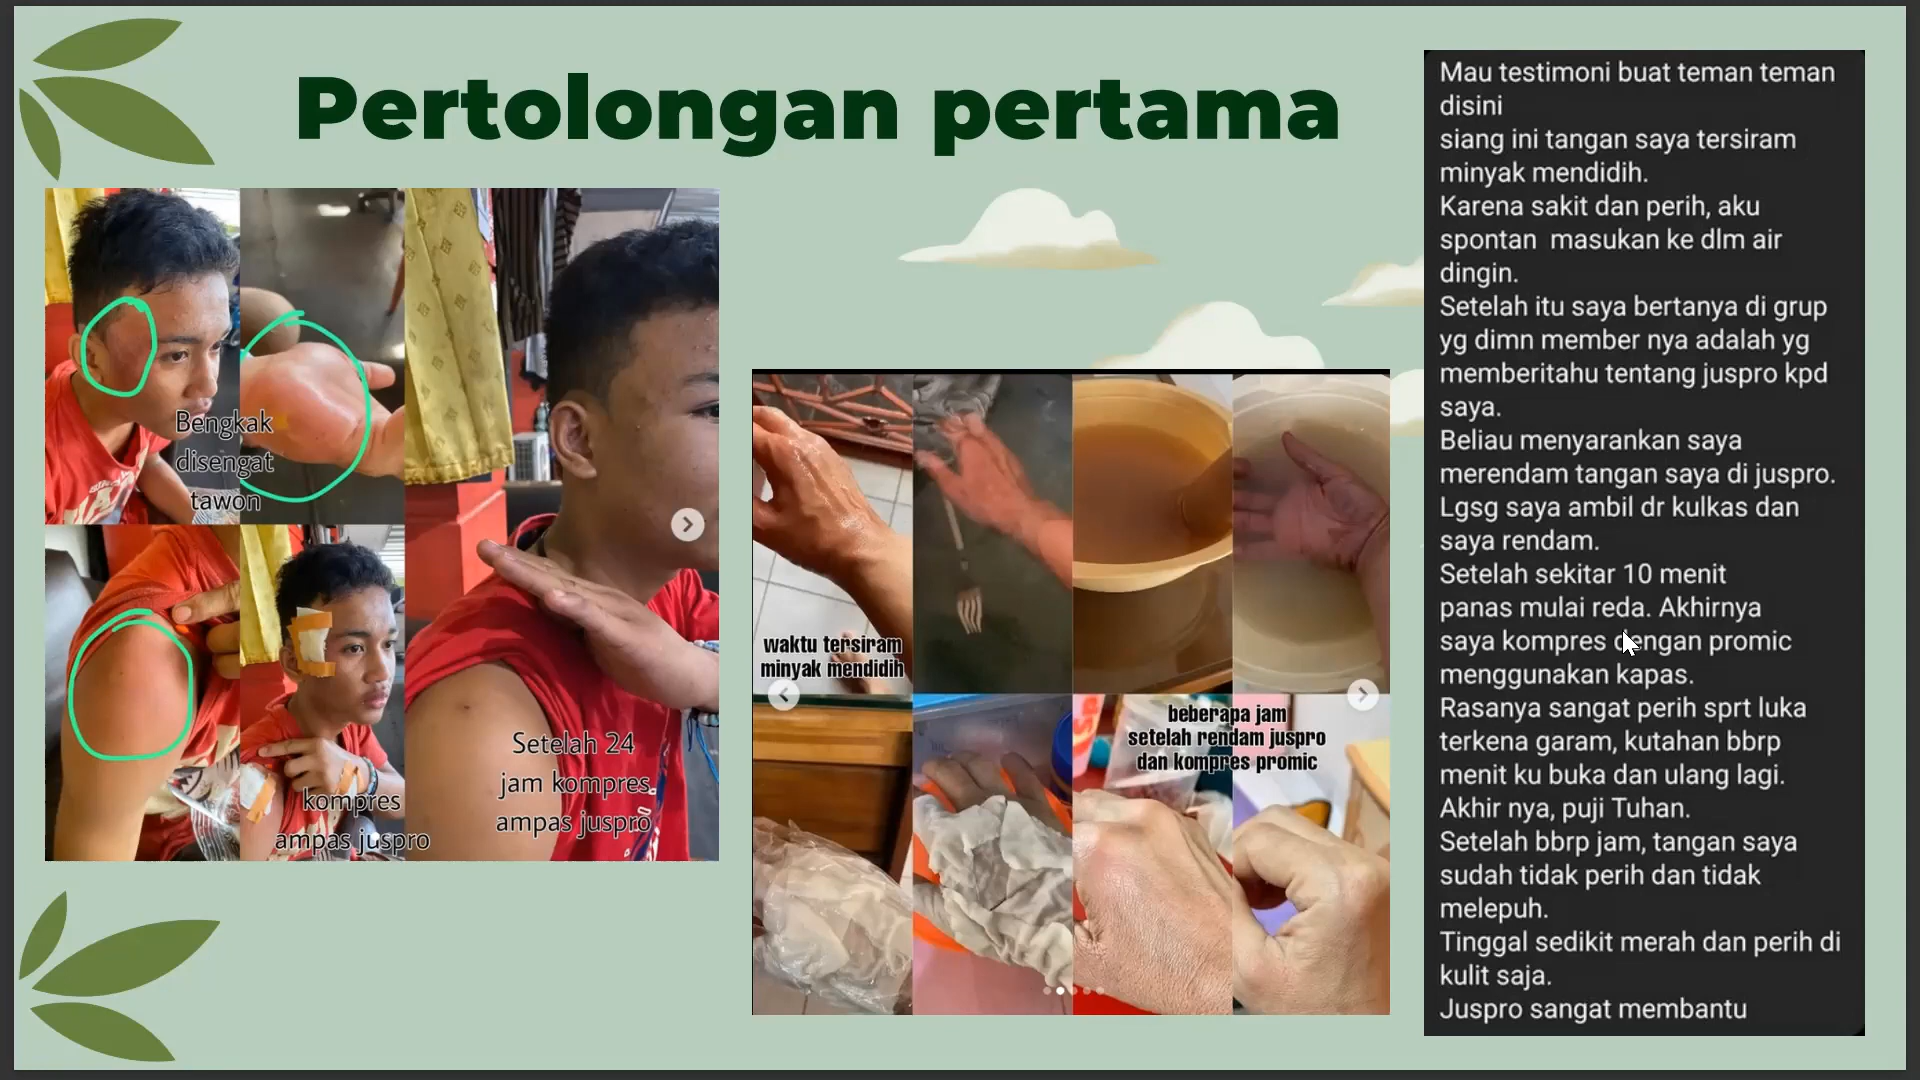 Pertolongan pertama
Bengkak
disengat
tawon
kompres
ampas juspro
Setelah 24
jam kompres
ampas juspro
waktu tersiram
minyak mendidih
beberapa jam
setelah rendam juspro
dan kompres promic
Mau testimoni buat teman teman
disini
siang ini tangan saya tersiram
minyak mendidih.
Karena sakit dan perih, aku
spontan masukan ke dlm air
dingin.
Setelah itu saya bertanya di grup
yg dimn member nya adalah yg
memberitahu tentang juspro kpd
saya.
Beliau menyarankan saya
merendam tangan saya di juspro.
Lgsg saya ambil dr kulkas dan
saya rendam.
Setelah sekitar 10 menit
panas mulai reda. Akhirnya
saya kompres dengan promic
menggunakan kapas.
Rasanya sangat perih sprt luka
terkena garam, kutahan bbrp
menit ku buka dan ulang lagi.
Akhir nya, puji Tuhan.
Setelah bbrp jam, tangan saya
sudah tidak perih dan tidak
melepuh.
Tinggal sedikit merah dan perih di
kulit saja.
Juspro sangat membantu